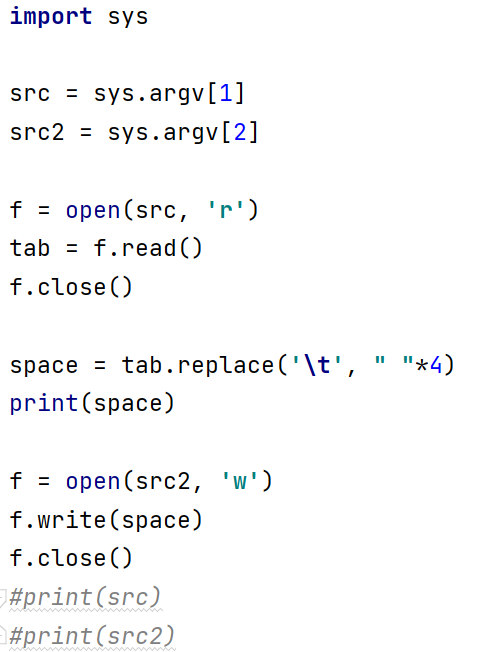 import sys
src = sys.argv[1]
src2 = sys.argv[2]
f = open(src, 'r')
tab = f.read()
f.close()
space = tab.replace('\t', " "*4)
print(space)
f = open(src2, 'w')
f.write(space)
f.close()
#print(src)
#print(src2)